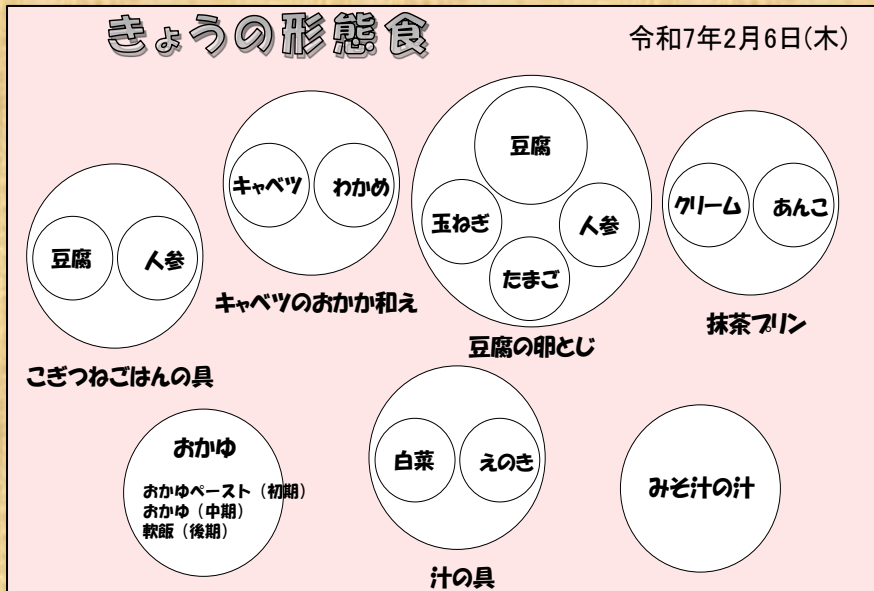 きょうの形態食
令和7年2月6日(木)
豆腐
人参
こぎつねごはんの具
キャベツ
わかめ
キャベツのおかか和え
豆腐
玉ねぎ
人参
たまご
豆腐の卵とじ
クリーム
あんこ
抹茶プリン
おかゆ
おかゆペースト（初期）
おかゆ（中期）
軟飯（後期）
白菜
えのき
汁の具
みそ汁の汁